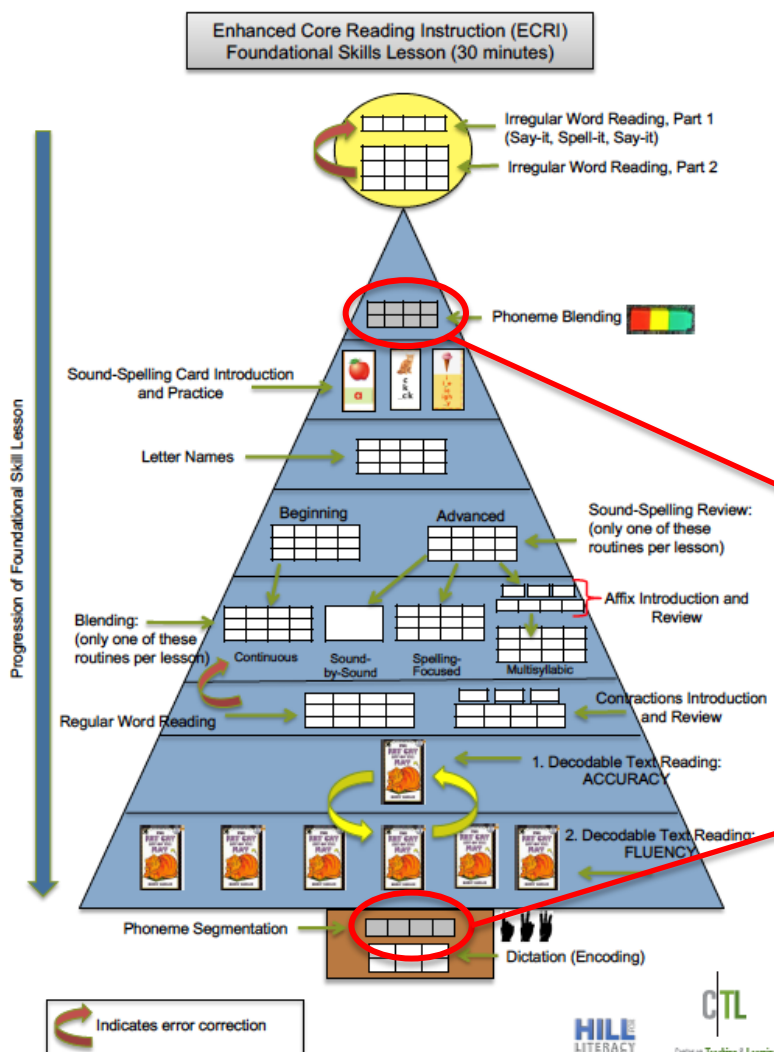 Enhanced Core Reading Instruction (ECRI)
Foundational Skills Lesson (30 minutes)
Irregular Word Reading, Part 1
(Say-it, Spell-it, Say-it)
Irregular Word Reading, Part 2
Progression of Foundational Skill Lesson
Phoneme Blending
Sound-Spelling Card Introduction
and Practice
a
Letter Names
Beginning
Advanced
Sound-Spelling Review:
(only one of these
routines per lesson)
Blending:
(only one of these
routines per lesson)
Continuous
Sound-
by-Sound
Spelling-
Focused
Multisyllabic
Affix Introduction and
Review
Regular Word Reading
Contractions Introduction
and Review
1. Decodable Text Reading:
ACCURACY
2. Decodable Text Reading:
FLUENCY
Phoneme Segmentation
Dictation (Encoding)
Indicates error correction
HILL
LITERACY
CTL